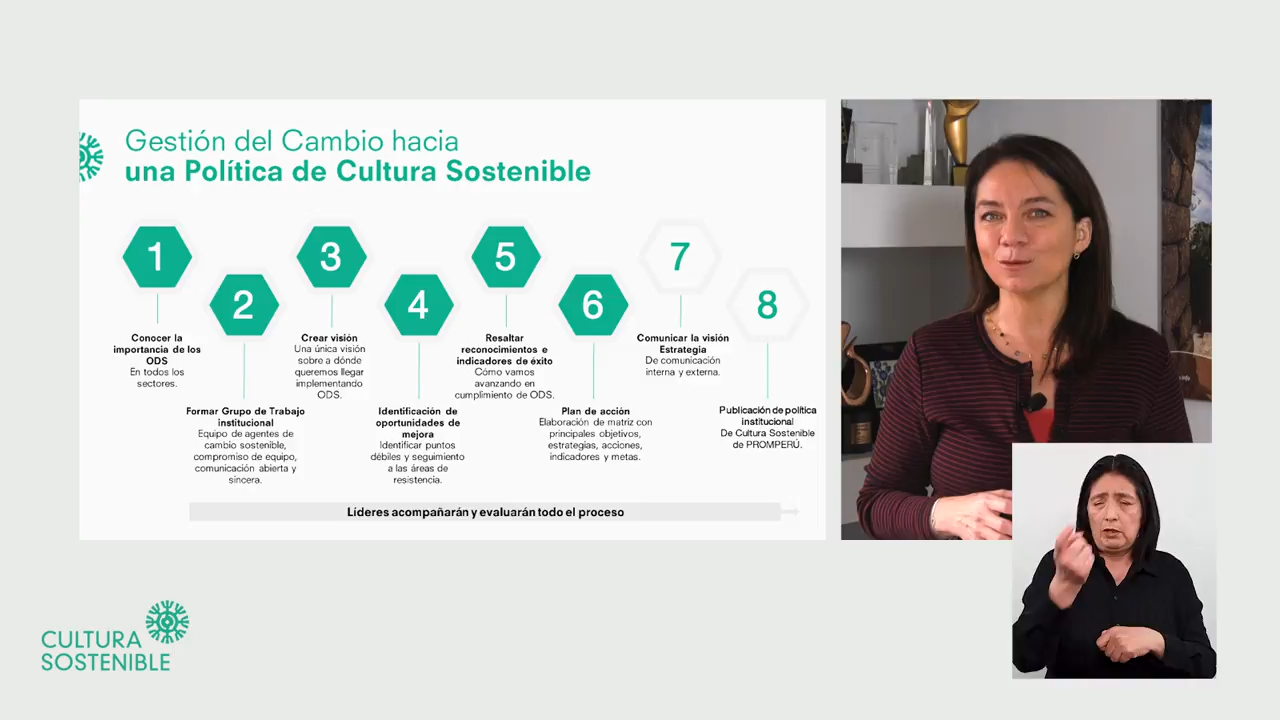 Gestión del Cambio hacia
una Política de Cultura Sostenible
1
Conocer la
importancia de los
ODS
En todos los
sectores.
2
Formar Grupo de Trabajo
institucional
Equipo de agentes de
cambio sostenible,
compromiso de equipo,
comunicación abierta y
sincera.
3
Crear visión
Una única visión
sobre a dónde
queremos llegar
implementando
ODS.
4
Identificación de
oportunidades de
mejora
Identificar puntos
débiles y seguimiento
a las áreas de
resistencia.
5
Resaltar
reconocimientos e
indicadores de éxito
Cómo vamos
avanzando en
cumplimiento de ODS.
6
Plan de acción
Elaboración de matriz con
principales objetivos,
estrategias, acciones,
indicadores y metas.
7
Comunicar la visión
Estrategia
De comunicación
interna y externa.
8
Publicación de política
institucional
De Cultura Sostenible
de PROMPERÚ.
Líderes acompañarán y evaluarán todo el proceso
CULTURA
SOSTENIBLE